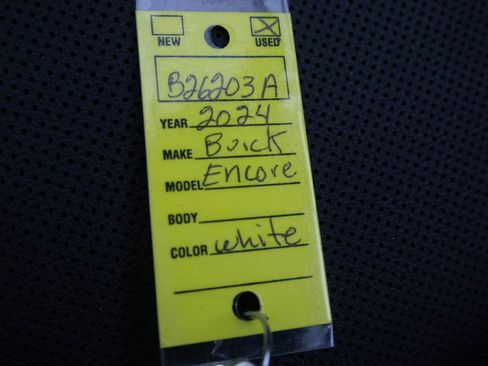 NEW USED
B26203A
YEAR 2024
MAKE Buick
MODEL Encore
BODY
COLOR white